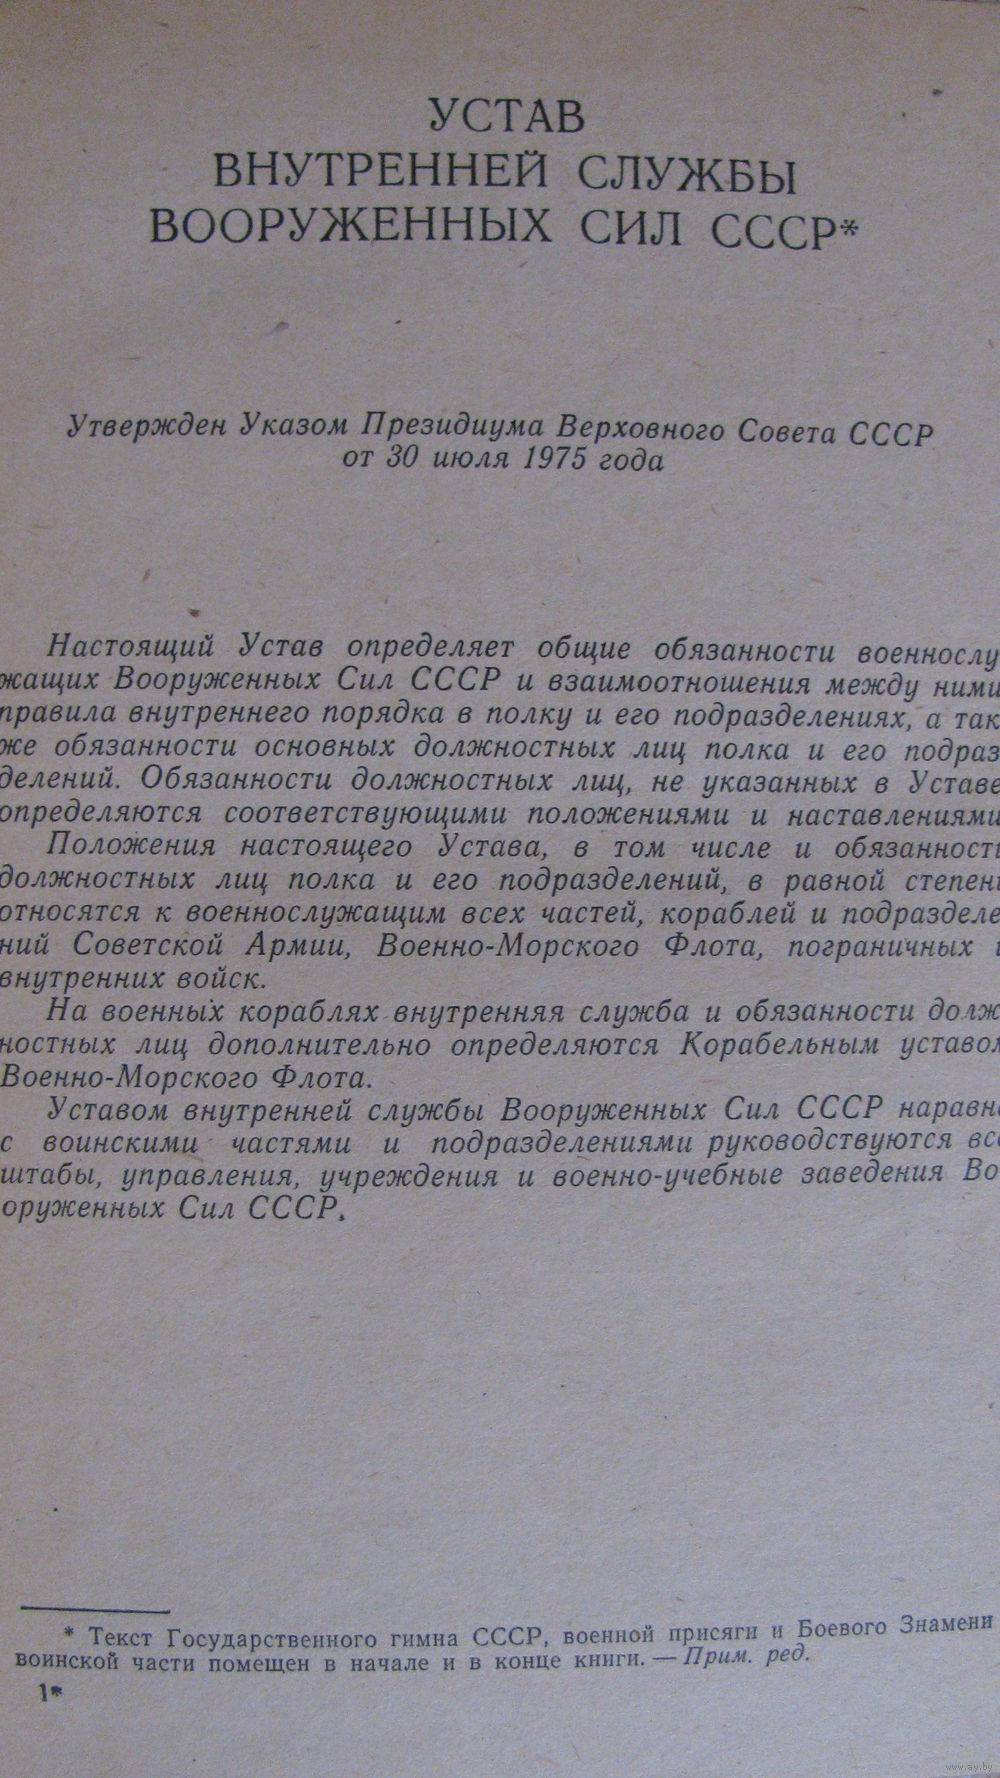 УСТАВ
ВНУТРЕННЕЙ СЛУЖБЫ
ВООРУЖЕННЫХ СИЛ СССР*
Утвержден Указом Президиума Верховного Совета СССР
от 30 июля 1975 года
Настоящий Устав определяет общие обязанности военнослу-
жащих Вооруженных Сил СССР и взаимоотношения между ними,
правила внутреннего порядка в полку и его подразделениях, а так-
же обязанности основных должностных лиц полка и его подраз-
делений. Обязанности должностных лиц, не указанных в Уставе,
определяются соответствующими положениями и наставлениями.
Положения настоящего Устава, в том числе и обязанности
должностных лиц полка и его подразделений, в равной степени
относятся к военнослужащим всех частей, кораблей и подразделе-
ний Советской Армии, Военно-Морского Флота, пограничных и
внутренних войск.
На военных кораблях внутренняя служба и обязанности долж-
ностных лиц дополнительно определяются Корабельным уставом
Военно-Морского Флота.
Уставом внутренней службы Вооруженных Сил СССР наравне
с воинскими частями и подразделениями руководствуются все
штабы, управления, учреждения и военно-учебные заведения Во-
оруженных Сил СССР.
* Текст Государственного гимна СССР, военной присяги и Боевого Знамени
воинской части помещен в начале и в конце книги. — Прим. ред.
1*
www.ay.by